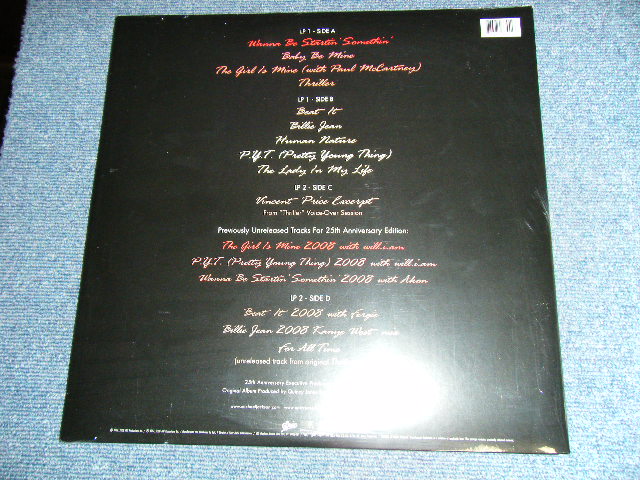 LP 1 - SIDE A
Wanna Be Startin' Somethin'
Baby Be Mine
The Girl Is Mine (with Paul McCartney)
Thriller
LP 1 - SIDE B
Beat It
Billie Jean
Human Nature
P.Y.T. (Pretty Young Thing)
The Lady In My Life
LP 2 - SIDE C
Vincent Price Excerpt
From "Thriller" Voice-Over Session
Previously Unreleased Tracks For 25th Anniversary Edition:
The Girl Is Mine 2008 with will.i.am
P.Y.T. (Pretty Young Thing) 2008 with will.i.am
Wanna Be Startin' Somethin' 2008 with Akon
LP 2 - SIDE D
Beat It 2008 with Fergie
Billie Jean 2008 Kanye West mix
For All Time
(unreleased track from original
25th Anniversary Executive
Original Album Produced by Quincy Jones
Epic